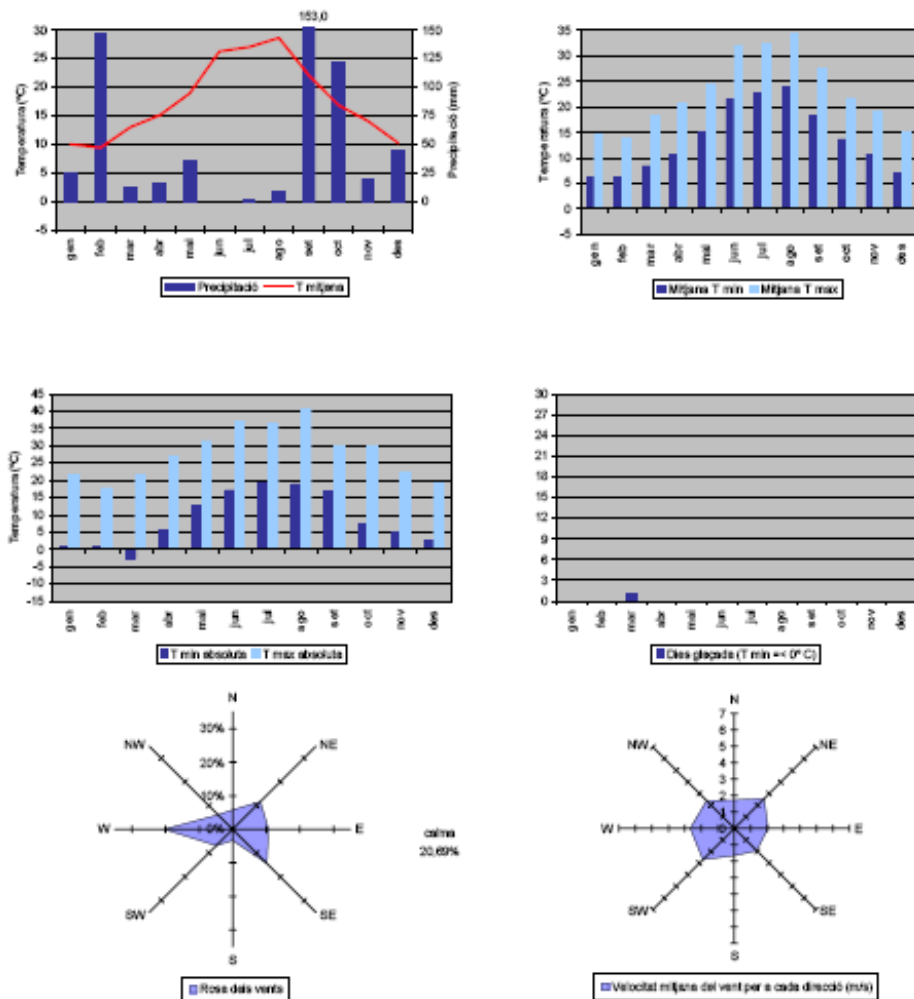 153,0
30 150
25 125
20 100
15 75
10 50
5 25
0 0
-5
Temperatura (ºC)
Precipitació (mm)
gen feb mar abr mai jun jul ago set oct nov des
Precipitació T mitjana
35
30
25
20
15
10
5
0
-5
Temperatura (ºC)
gen feb mar abr mai jun jul ago set oct nov des
Mitjana T min Mitjana T max
45
40
35
30
25
20
15
10
5
0
-5
-10
-15
Temperatura (ºC)
gen feb mar abr mai jun jul ago set oct nov des
T min absoluta T max absoluta
30
27
24
21
18
15
12
9
6
3
0
gen feb mar abr mai jun jul ago set oct nov des
Dies glaçada (T min =< 0º C)
N
30%
NW NE
20%
10%
W 0% E
SW SE
S
calma
20,69%
Rosa dels vents
N
7
6
NW NE
5
4
3
2
1
W 0 E
SW SE
S
Velocitat mitjana del vent per a cada direcció (m/s)